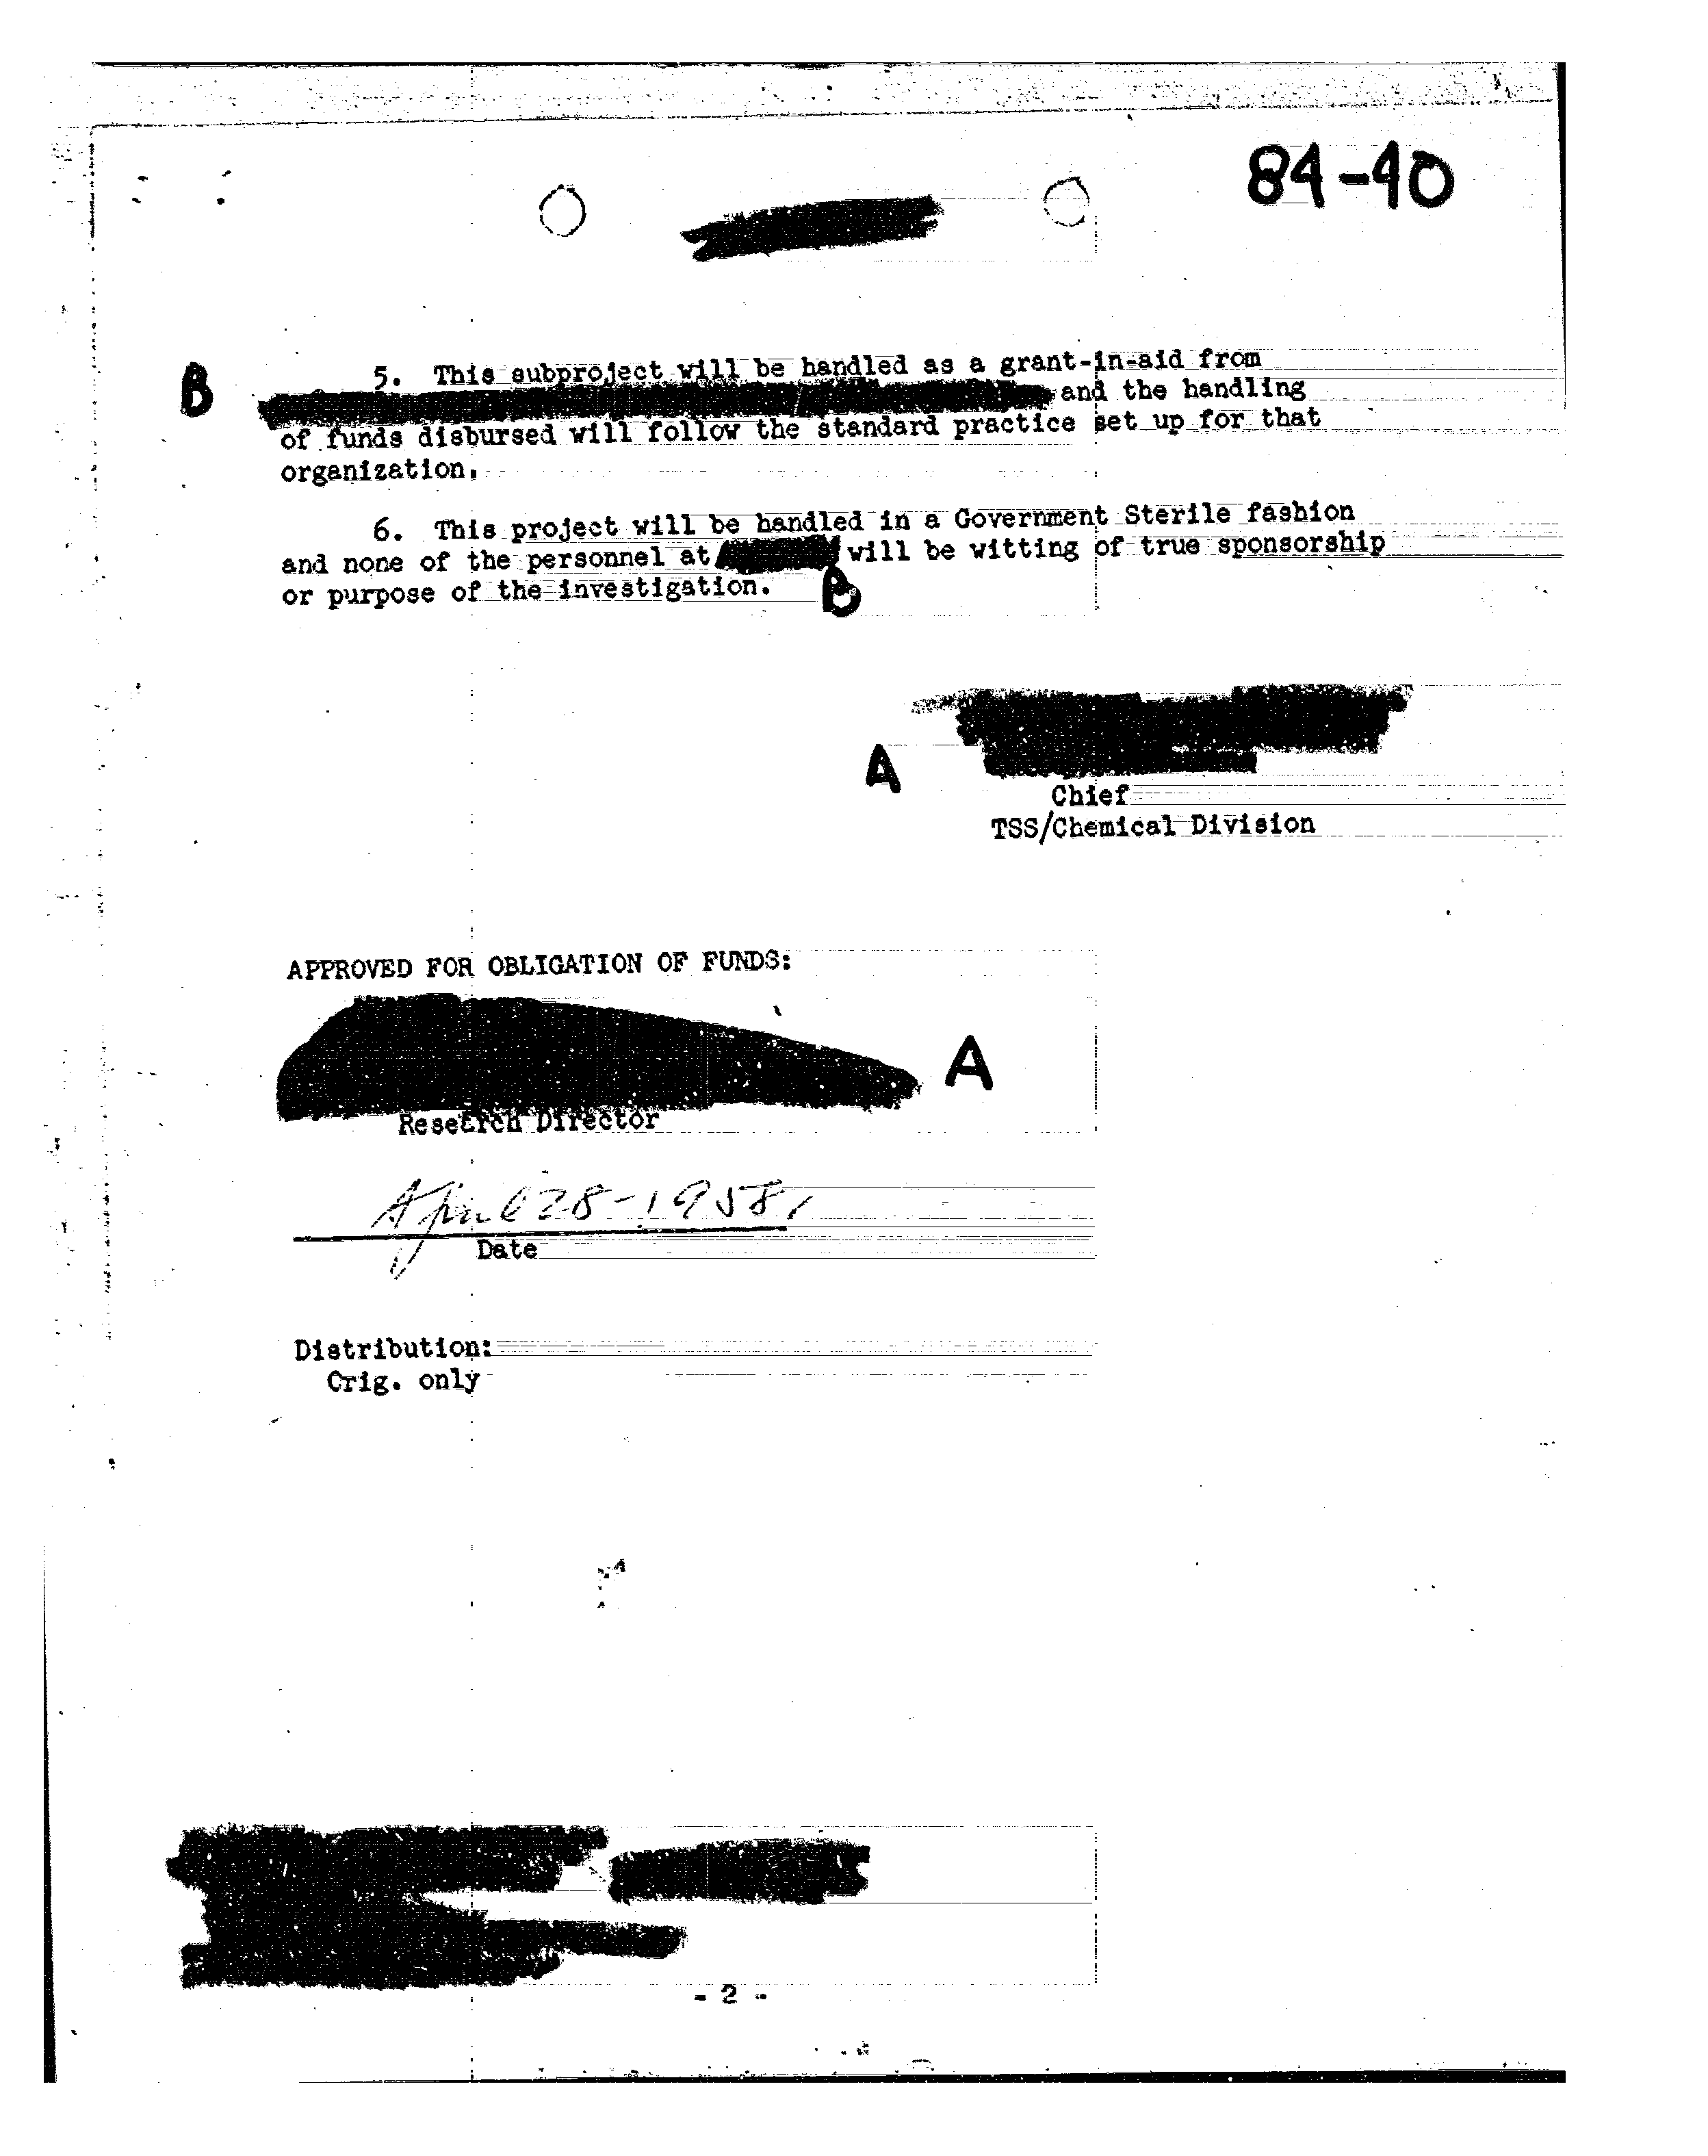 84-40
B
5. This subproject will be handled as a grant-in-aid from
and the handling
of funds disbursed will follow the standard practice set up for that
organization.
6. This project will be handled in a Government Sterile fashion
and none of the personnel at will be witting of true sponsorship
or purpose of the investigation. B
A
Chief
TSS/Chemical Division
APPROVED FOR OBLIGATION OF FUNDS:
A
Research Director
April 28-1958
Date
Distribution:
Orig. only
- 2 -